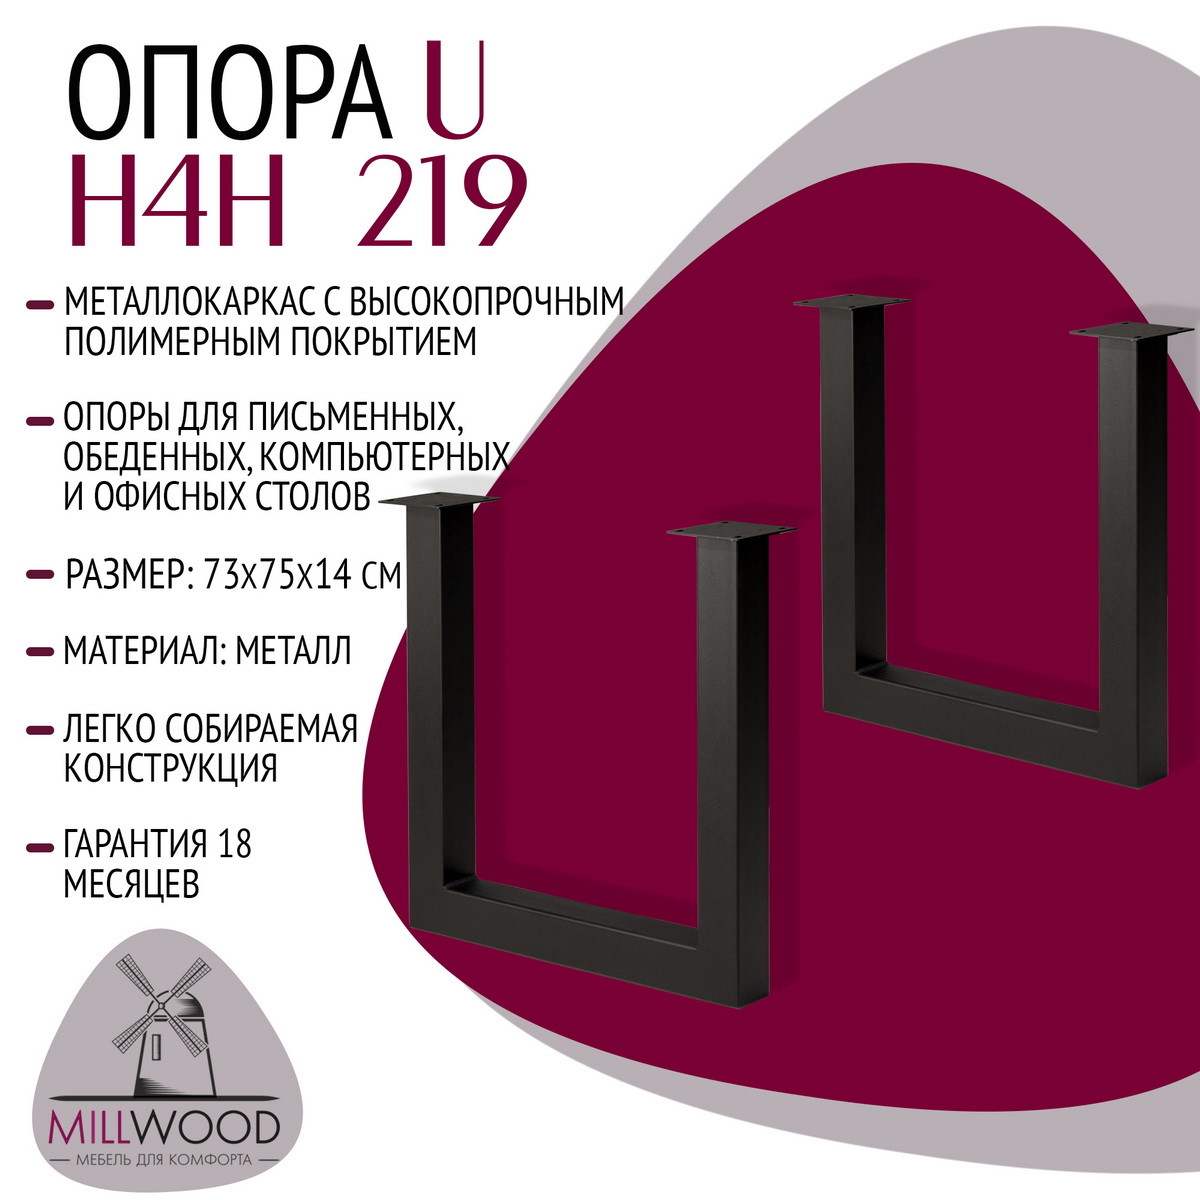 ОПОРА U
H4H 219
МЕТАЛЛОКАРКАС С ВЫСОКОПРОЧНЫМ
ПОЛИМЕРНЫМ ПОКРЫТИЕМ
ОПОРЫ ДЛЯ ПИСЬМЕННЫХ,
ОБЕДЕННЫХ, КОМПЬЮТЕРНЫХ
И ОФИСНЫХ СТОЛОВ
РАЗМЕР: 73х75х14 СМ
МАТЕРИАЛ: МЕТАЛЛ
ЛЕГКО СОБИРАЕМАЯ
КОНСТРУКЦИЯ
ГАРАНТИЯ 18
МЕСЯЦЕВ
MILLWOOD
МЕБЕЛЬ ДЛЯ КОМФОРТА